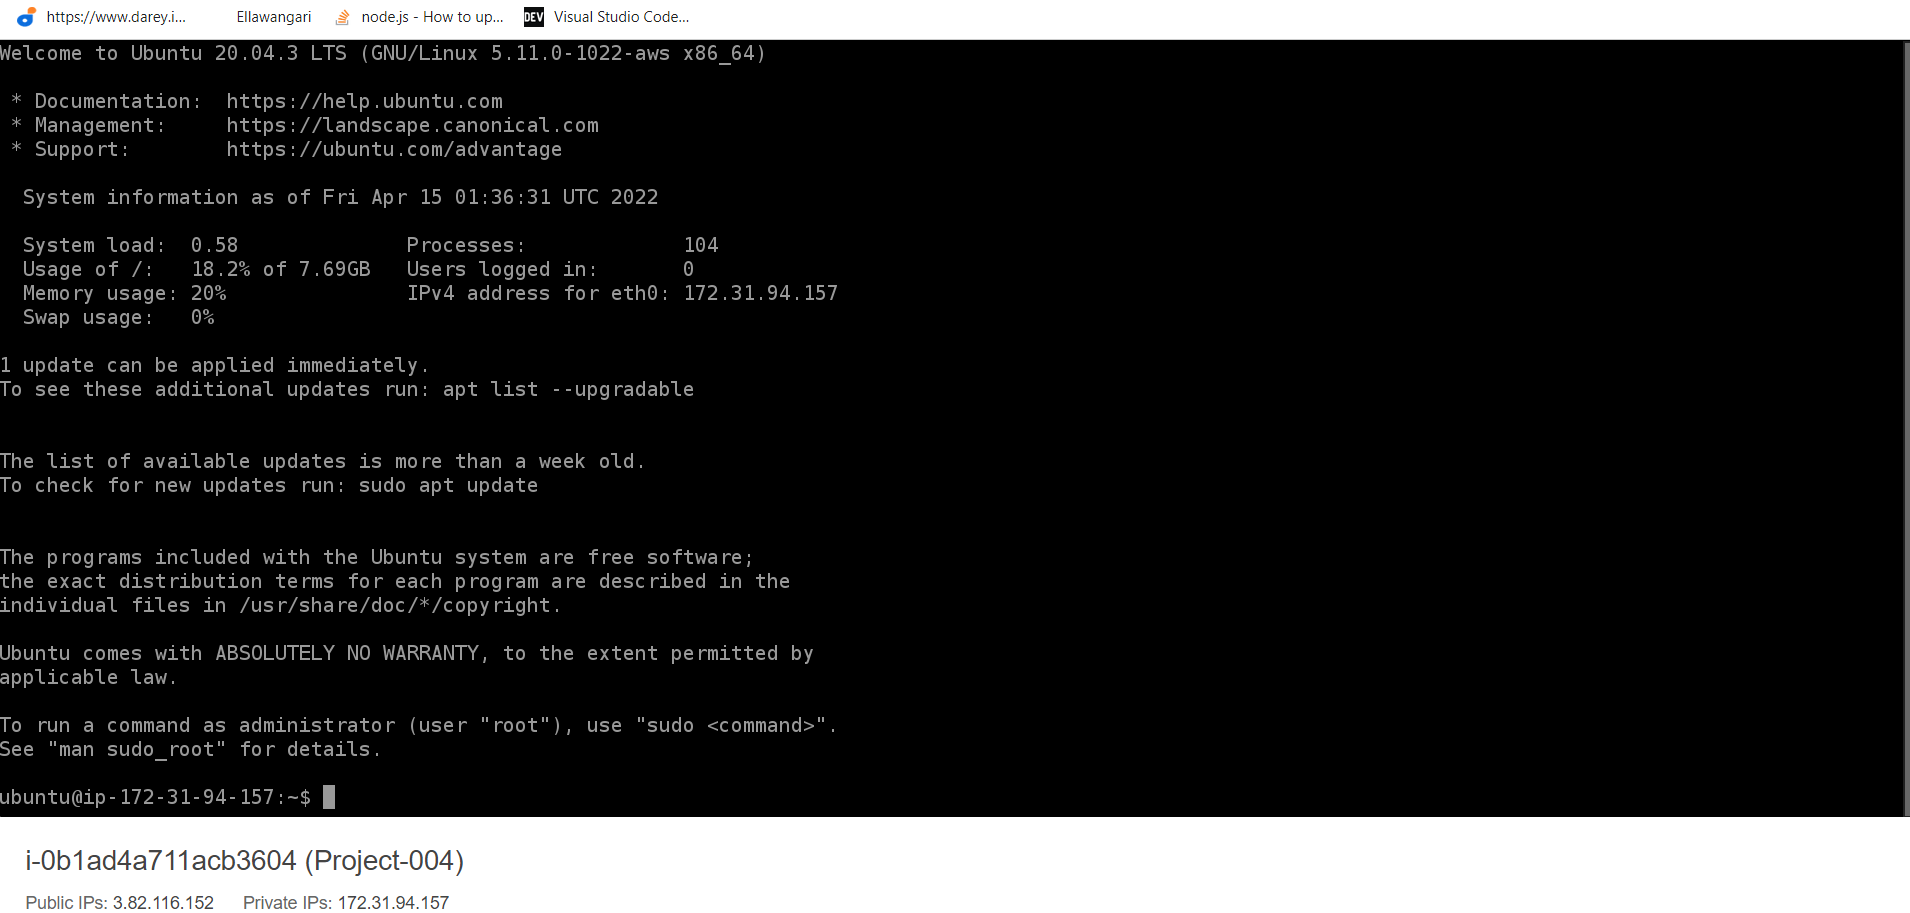 https://www.darey.i... Ellawangari node.js - How to up... DEV Visual Studio Code...
Welcome to Ubuntu 20.04.3 LTS (GNU/Linux 5.11.0-1022-aws x86_64)
* Documentation: https://help.ubuntu.com
* Management: https://landscape.canonical.com
* Support: https://ubuntu.com/advantage
System information as of Fri Apr 15 01:36:31 UTC 2022
System load: 0.58 Processes: 104
Usage of /: 18.2% of 7.69GB Users logged in: 0
Memory usage: 20% IPv4 address for eth0: 172.31.94.157
Swap usage: 0%
1 update can be applied immediately.
To see these additional updates run: apt list --upgradable
The list of available updates is more than a week old.
To check for new updates run: sudo apt update
The programs included with the Ubuntu system are free software;
the exact distribution terms for each program are described in the
individual files in /usr/share/doc/*/copyright.
Ubuntu comes with ABSOLUTELY NO WARRANTY, to the extent permitted by
applicable law.
To run a command as administrator (user "root"), use "sudo <command>".
See "man sudo_root" for details.
ubuntu@ip-172-31-94-157:~$
i-0b1ad4a711acb3604 (Project-004)
Public IPs: 3.82.116.152 Private IPs: 172.31.94.157